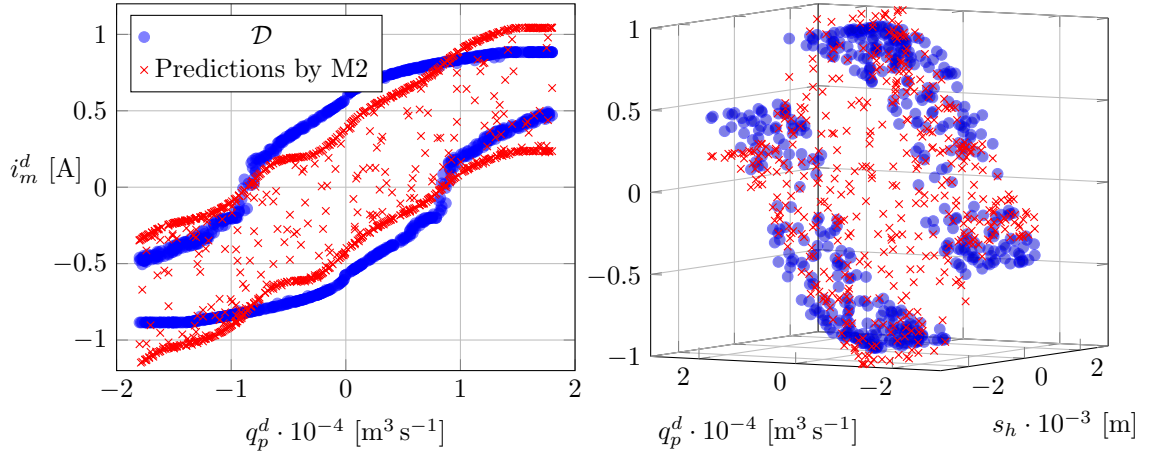 𝒟
Predictions by M2
1
0.5
0
−0.5
−1
i_m^d [A]
−2 −1 0 1 2
q_p^d · 10^−4 [m^3 s^−1]
1
0.5
0
−0.5
−1
2 0 −2
−2 0 2
q_p^d · 10^−4 [m^3 s^−1]
s_h · 10^−3 [m]